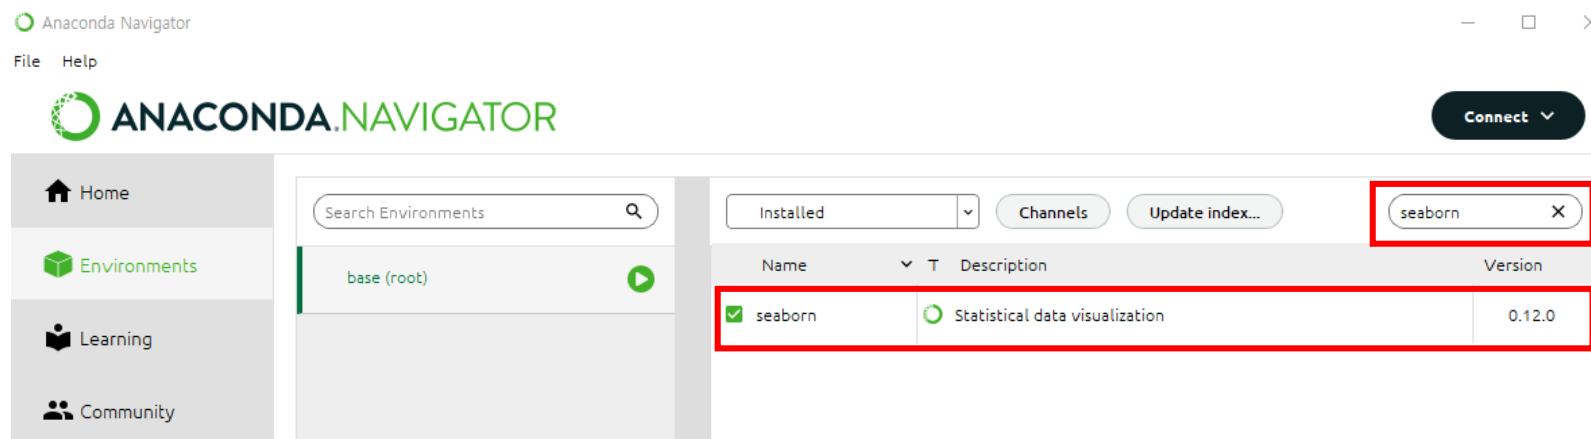 Anaconda Navigator
File Help
ANACONDA.NAVIGATOR
Connect
Home
Environments
Learning
Community
Search Environments
base (root)
Installed Channels Update index... seaborn
Name T Description Version
seaborn Statistical data visualization 0.12.0